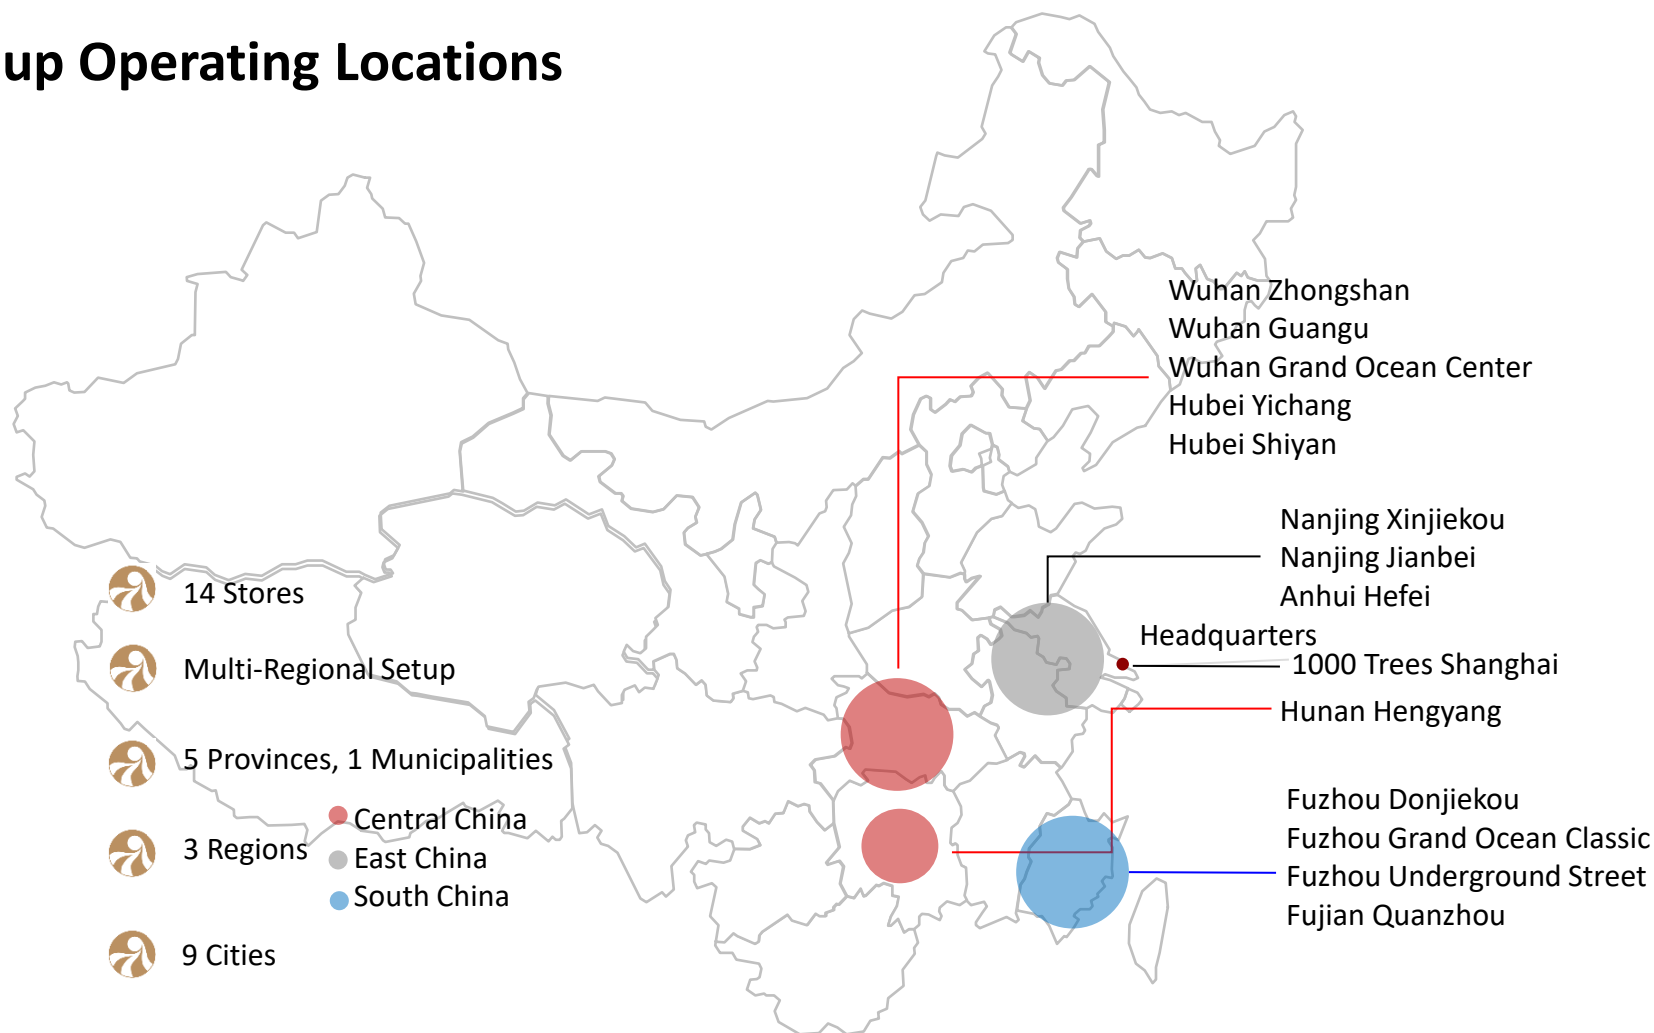 up Operating Locations
Wuhan Zhongshan
Wuhan Guangu
Wuhan Grand Ocean Center
Hubei Yichang
Hubei Shiyan
Nanjing Xinjiekou
Nanjing Jianbei
Anhui Hefei
Headquarters
1000 Trees Shanghai
Hunan Hengyang
Fuzhou Donjiekou
Fuzhou Grand Ocean Classic
Fuzhou Underground Street
Fujian Quanzhou
14 Stores
Multi-Regional Setup
5 Provinces, 1 Municipalities
3 Regions
Central China
East China
South China
9 Cities